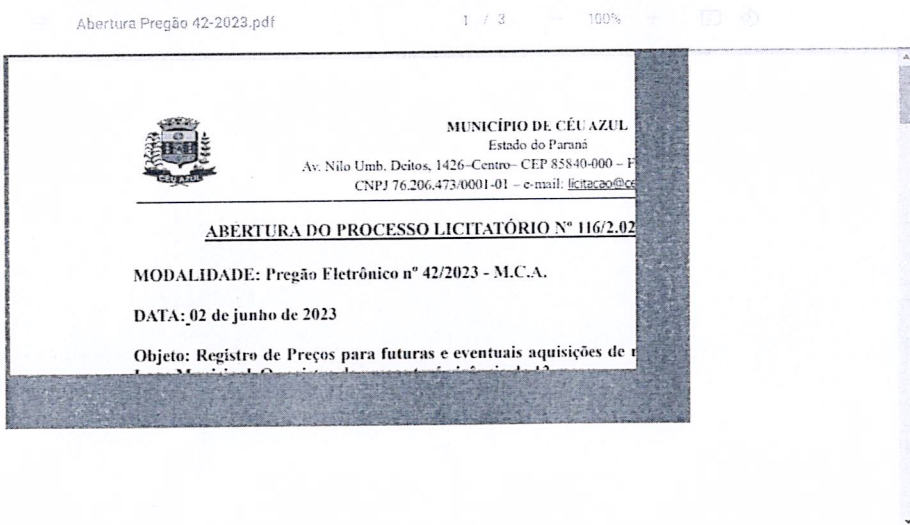 Abertura Pregão 42-2023.pdf
1 / 3
100%
CÉU AZUL
MUNICÍPIO DE CÉU AZUL
Estado do Paraná
Av. Nilo Umb. Deitos, 1426–Centro– CEP 85840-000 – F
CNPJ 76.206.473/0001-01 – e-mail: licitacao@ce
ABERTURA DO PROCESSO LICITATÓRIO Nº 116/2.02
MODALIDADE: Pregão Eletrônico nº 42/2023 - M.C.A.
DATA: 02 de junho de 2023
Objeto: Registro de Preços para futuras e eventuais aquisições de